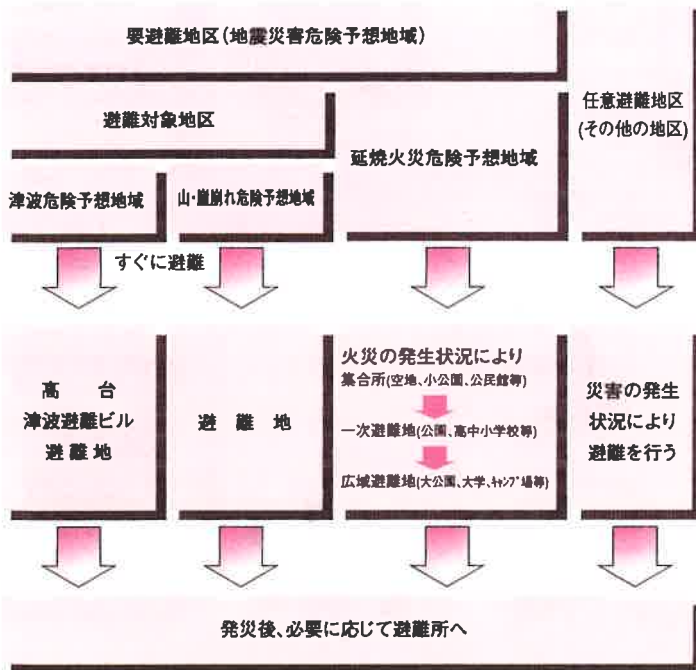 要避難地区(地震災害危険予想地域)
任意避難地区
(その他の地区)
避難対象地区
延焼火災危険予想地域
津波危険予想地域
山・崖崩れ危険予想地域
すぐに避難
高 台
津波避難ビル
避難地
避難地
火災の発生状況により
集合所(空地、小公園、公民館等)
一次避難地(公園、高中小学校等)
広域避難地(大公園、大学、キャンプ場等)
災害の発生
状況により
避難を行う
発災後、必要に応じて避難所へ